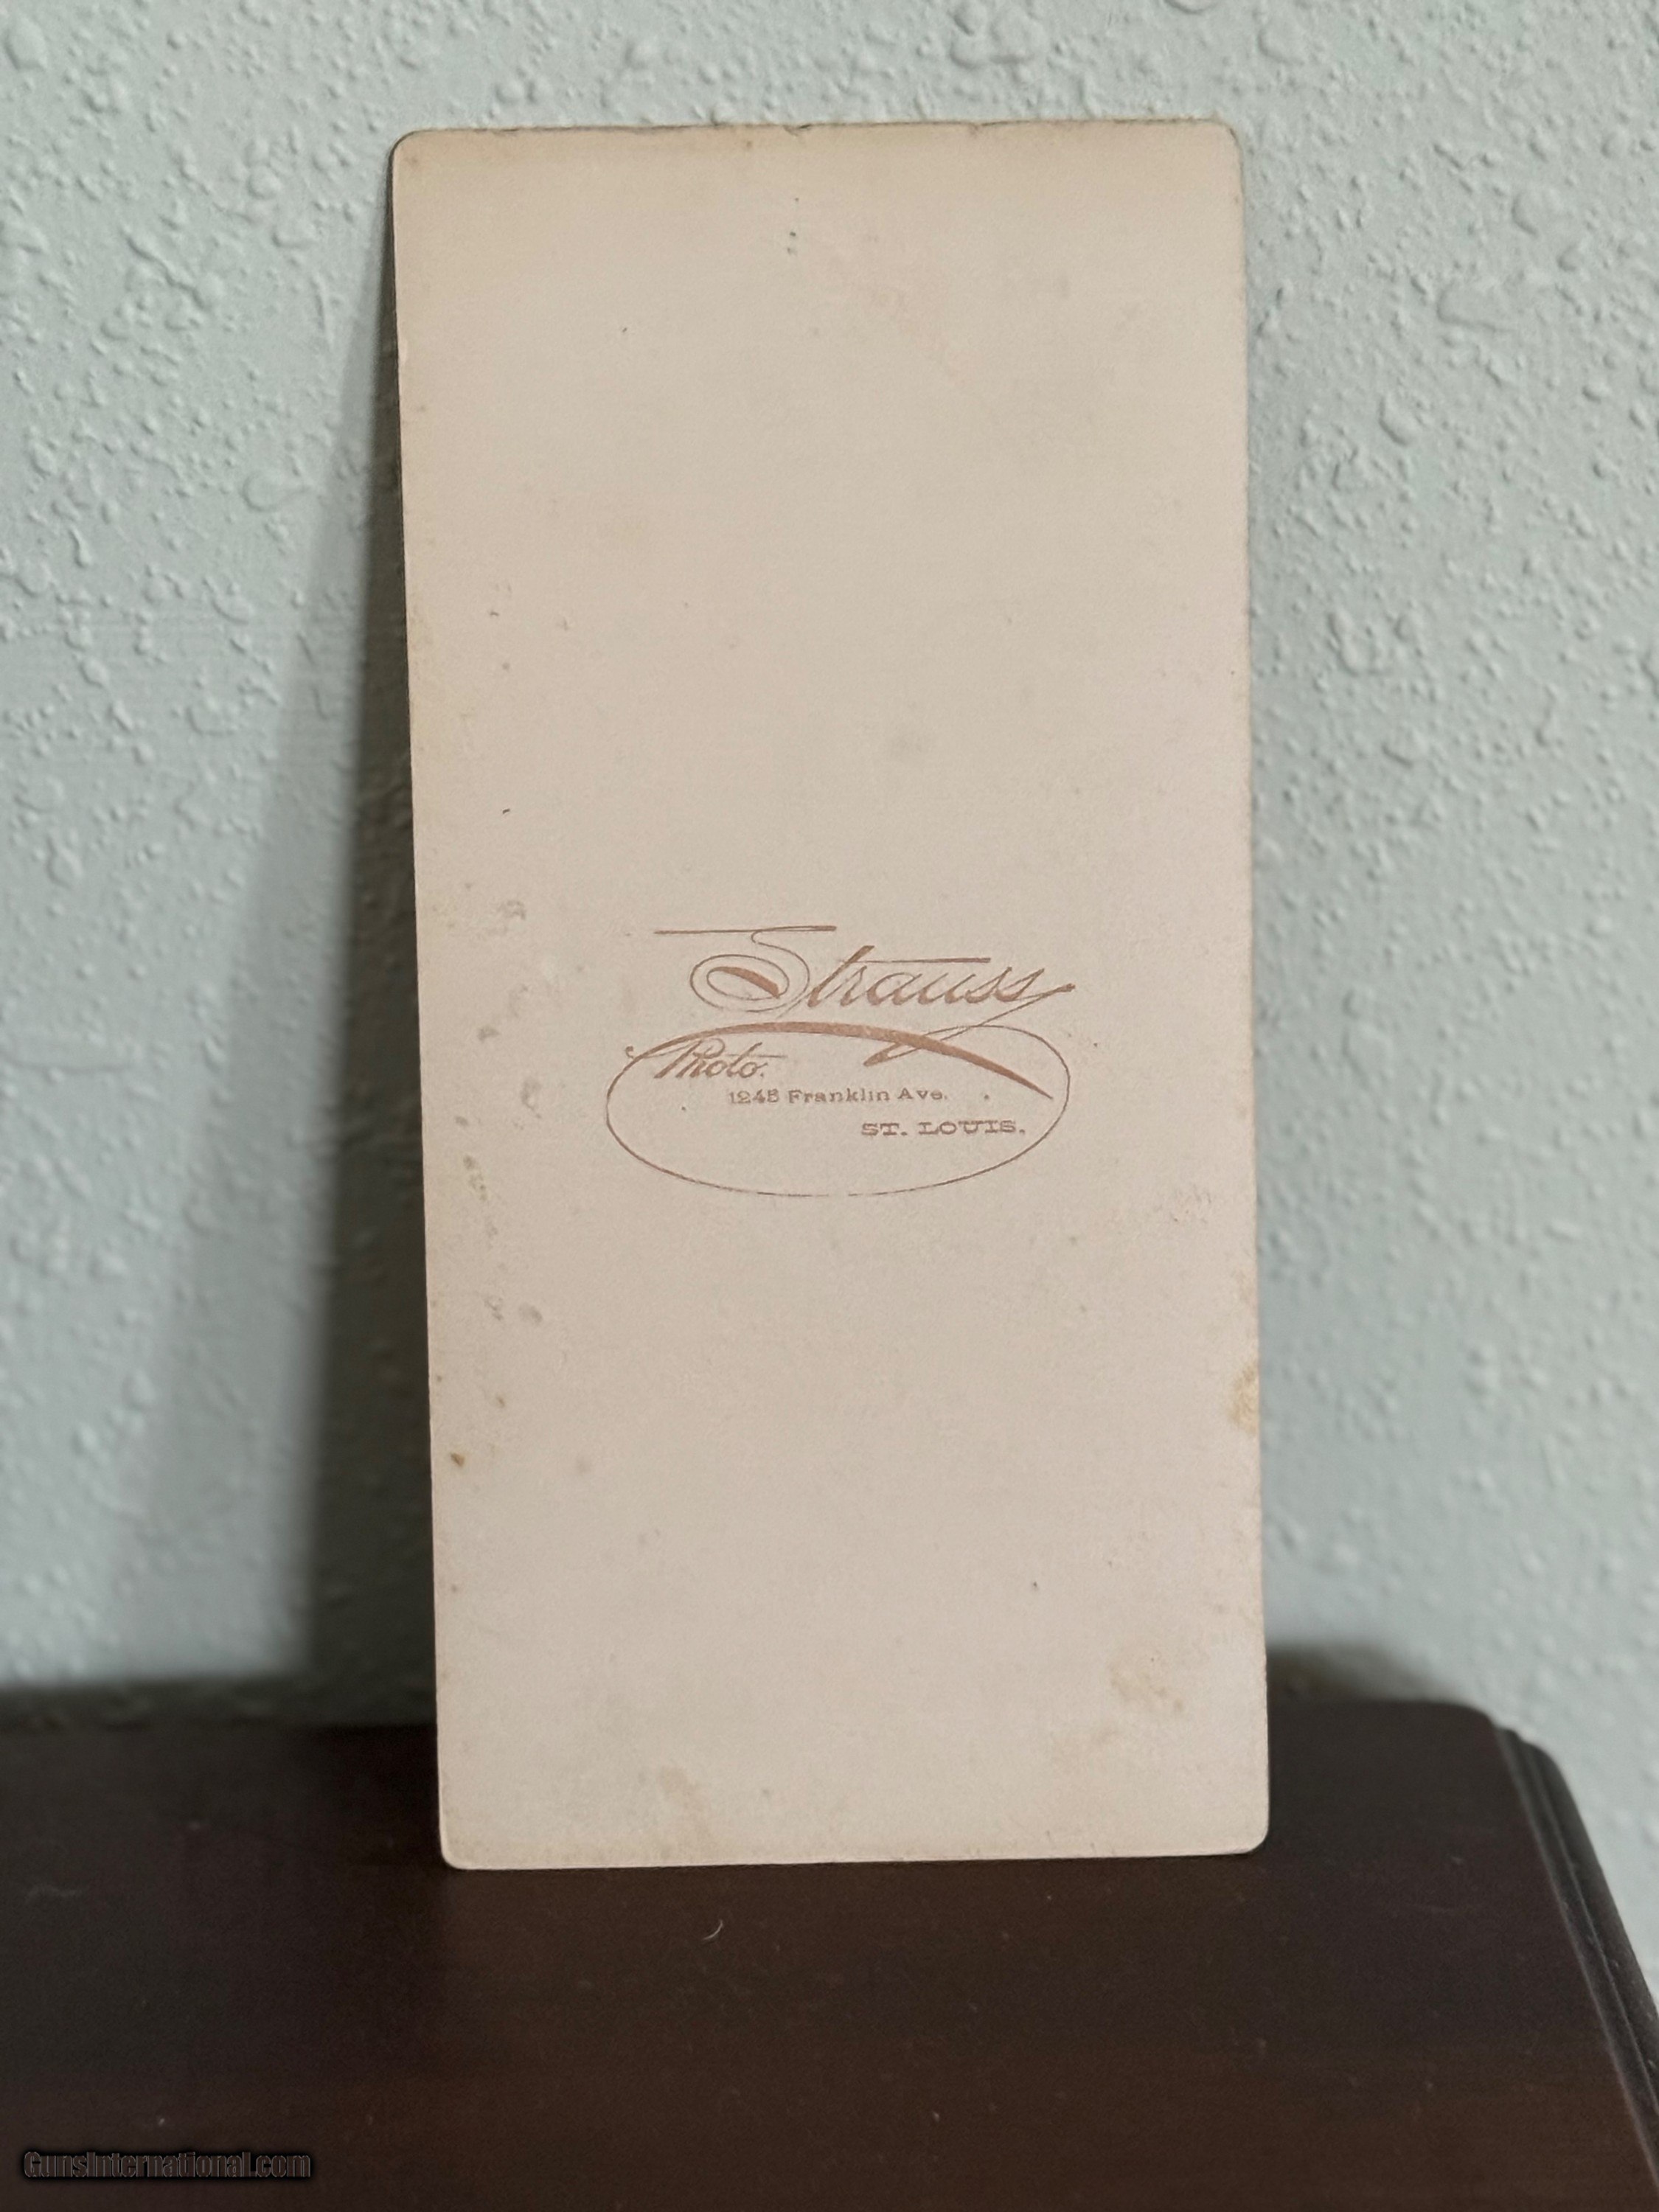 Strauss
Photo.
1245 Franklin Ave.
ST. LOUIS.
GunsInternational.com